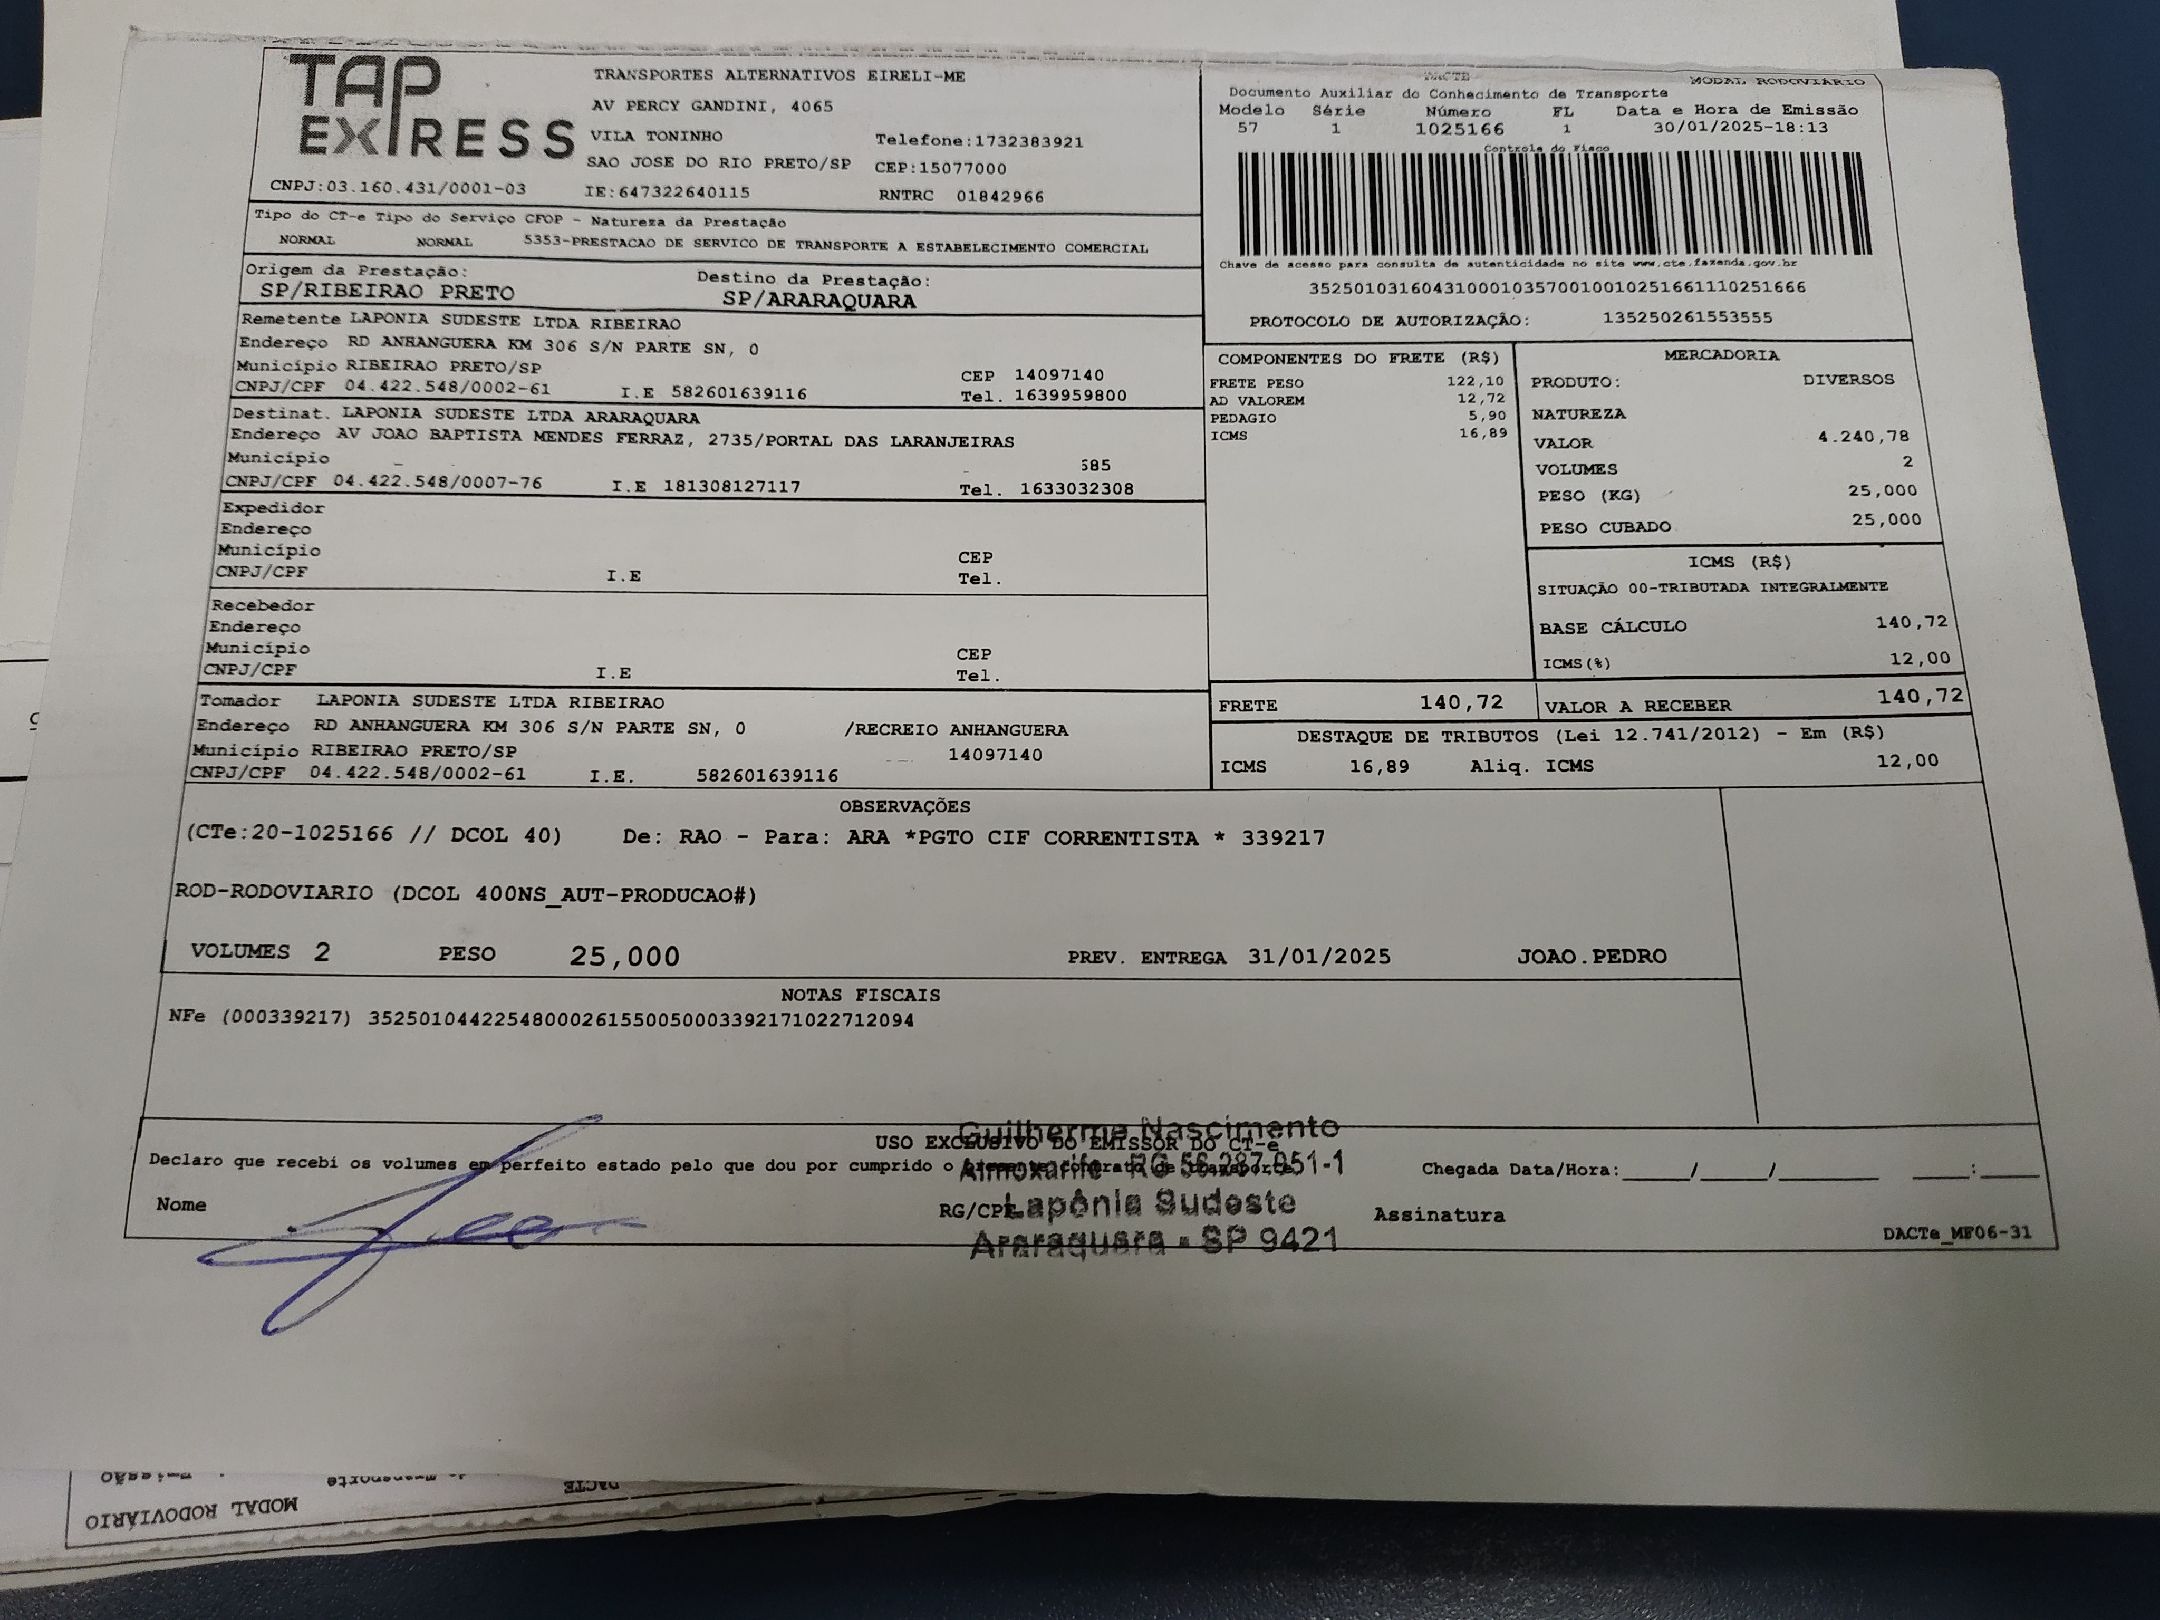 TAP EXPRESS
TRANSPORTES ALTERNATIVOS EIRELI-ME
AV PERCY GANDINI, 4065
VILA TONINHO Telefone:1732383921
SAO JOSE DO RIO PRETO/SP CEP:15077000
CNPJ:03.160.431/0001-03 IE:647322640115 RNTRC 01842966
DACTE MODAL RODOVIÁRIO
Documento Auxiliar do Conhecimento de Transporte
Modelo Série Número FL Data e Hora de Emissão
57 1 1025166 1 30/01/2025-18:13
Controle do Fisco
Chave de acesso para consulta de autenticidade no site www.cte.fazenda.gov.br
35250103160431000103570010010251661110251666
PROTOCOLO DE AUTORIZAÇÃO: 135250261553555
Tipo do CT-e Tipo do Serviço CFOP - Natureza da Prestação
NORMAL NORMAL 5353-PRESTACAO DE SERVICO DE TRANSPORTE A ESTABELECIMENTO COMERCIAL
Origem da Prestação: Destino da Prestação:
SP/RIBEIRAO PRETO SP/ARARAQUARA
Remetente LAPONIA SUDESTE LTDA RIBEIRAO
Endereço RD ANHANGUERA KM 306 S/N PARTE SN, 0
Município RIBEIRAO PRETO/SP CEP 14097140
CNPJ/CPF 04.422.548/0002-61 I.E 582601639116 Tel. 1639959800
Destinat. LAPONIA SUDESTE LTDA ARARAQUARA
Endereço AV JOAO BAPTISTA MENDES FERRAZ, 2735/PORTAL DAS LARANJEIRAS
Município 585
CNPJ/CPF 04.422.548/0007-76 I.E 181308127117 Tel. 1633032308
Expedidor
Endereço
Município CEP
CNPJ/CPF I.E Tel.
Recebedor
Endereço
Município CEP
CNPJ/CPF I.E Tel.
Tomador LAPONIA SUDESTE LTDA RIBEIRAO
Endereço RD ANHANGUERA KM 306 S/N PARTE SN, 0 /RECREIO ANHANGUERA
Município RIBEIRAO PRETO/SP 14097140
CNPJ/CPF 04.422.548/0002-61 I.E. 582601639116
COMPONENTES DO FRETE (R$)
FRETE PESO 122,10
AD VALOREM 12,72
PEDAGIO 5,90
ICMS 16,89
MERCADORIA
PRODUTO: DIVERSOS
NATUREZA
VALOR 4.240,78
VOLUMES 2
PESO (KG) 25,000
PESO CUBADO 25,000
ICMS (R$)
SITUAÇÃO 00-TRIBUTADA INTEGRALMENTE
BASE CÁLCULO 140,72
ICMS(%) 12,00
FRETE 140,72 VALOR A RECEBER 140,72
DESTAQUE DE TRIBUTOS (Lei 12.741/2012) - Em (R$)
ICMS 16,89 Aliq. ICMS 12,00
OBSERVAÇÕES
(CTe:20-1025166 // DCOL 40) De: RAO - Para: ARA *PGTO CIF CORRENTISTA * 339217
ROD-RODOVIARIO (DCOL 400NS_AUT-PRODUCAO#)
VOLUMES 2 PESO 25,000 PREV. ENTREGA 31/01/2025 JOAO.PEDRO
NOTAS FISCAIS
NFe (000339217) 35250104422548000261550050003392171022712094
USO EXCLUSIVO DO EMISSOR DO CT-e
Declaro que recebi os volumes em perfeito estado pelo que dou por cumprido o presente contrato de transporte Chegada Data/Hora:____/____/______ ___:___
Nome RG/CPF Assinatura
DACTe_MF06-31
Guilherme Nascimento
Almoxarife - RG 56.287.951-1
Lapônia Sudeste
Araraquara - SP 9421
MODAL RODOVIÁRIO
DACTE